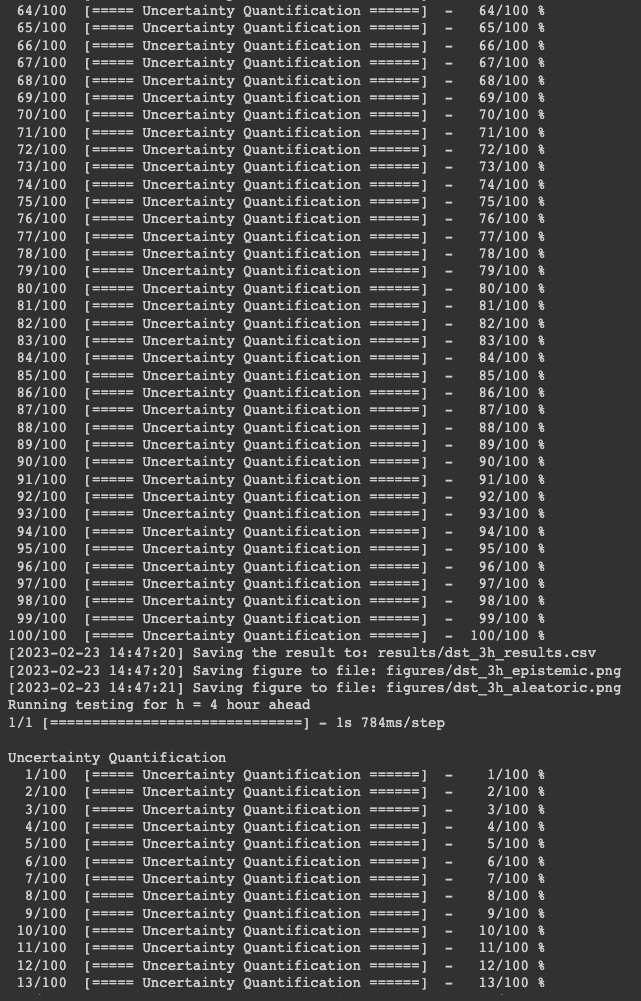 64/100 [===== Uncertainty Quantification ======] - 64/100 %
65/100 [===== Uncertainty Quantification ======] - 65/100 %
66/100 [===== Uncertainty Quantification ======] - 66/100 %
67/100 [===== Uncertainty Quantification ======] - 67/100 %
68/100 [===== Uncertainty Quantification ======] - 68/100 %
69/100 [===== Uncertainty Quantification ======] - 69/100 %
70/100 [===== Uncertainty Quantification ======] - 70/100 %
71/100 [===== Uncertainty Quantification ======] - 71/100 %
72/100 [===== Uncertainty Quantification ======] - 72/100 %
73/100 [===== Uncertainty Quantification ======] - 73/100 %
74/100 [===== Uncertainty Quantification ======] - 74/100 %
75/100 [===== Uncertainty Quantification ======] - 75/100 %
76/100 [===== Uncertainty Quantification ======] - 76/100 %
77/100 [===== Uncertainty Quantification ======] - 77/100 %
78/100 [===== Uncertainty Quantification ======] - 78/100 %
79/100 [===== Uncertainty Quantification ======] - 79/100 %
80/100 [===== Uncertainty Quantification ======] - 80/100 %
81/100 [===== Uncertainty Quantification ======] - 81/100 %
82/100 [===== Uncertainty Quantification ======] - 82/100 %
83/100 [===== Uncertainty Quantification ======] - 83/100 %
84/100 [===== Uncertainty Quantification ======] - 84/100 %
85/100 [===== Uncertainty Quantification ======] - 85/100 %
86/100 [===== Uncertainty Quantification ======] - 86/100 %
87/100 [===== Uncertainty Quantification ======] - 87/100 %
88/100 [===== Uncertainty Quantification ======] - 88/100 %
89/100 [===== Uncertainty Quantification ======] - 89/100 %
90/100 [===== Uncertainty Quantification ======] - 90/100 %
91/100 [===== Uncertainty Quantification ======] - 91/100 %
92/100 [===== Uncertainty Quantification ======] - 92/100 %
93/100 [===== Uncertainty Quantification ======] - 93/100 %
94/100 [===== Uncertainty Quantification ======] - 94/100 %
95/100 [===== Uncertainty Quantification ======] - 95/100 %
96/100 [===== Uncertainty Quantification ======] - 96/100 %
97/100 [===== Uncertainty Quantification ======] - 97/100 %
98/100 [===== Uncertainty Quantification ======] - 98/100 %
99/100 [===== Uncertainty Quantification ======] - 99/100 %
100/100 [===== Uncertainty Quantification ======] - 100/100 %
[2023-02-23 14:47:20] Saving the result to: results/dst_3h_results.csv
[2023-02-23 14:47:20] Saving figure to file: figures/dst_3h_epistemic.png
[2023-02-23 14:47:21] Saving figure to file: figures/dst_3h_aleatoric.png
Running testing for h = 4 hour ahead
1/1 [==============================] - 1s 784ms/step
Uncertainty Quantification
1/100 [===== Uncertainty Quantification ======] - 1/100 %
2/100 [===== Uncertainty Quantification ======] - 2/100 %
3/100 [===== Uncertainty Quantification ======] - 3/100 %
4/100 [===== Uncertainty Quantification ======] - 4/100 %
5/100 [===== Uncertainty Quantification ======] - 5/100 %
6/100 [===== Uncertainty Quantification ======] - 6/100 %
7/100 [===== Uncertainty Quantification ======] - 7/100 %
8/100 [===== Uncertainty Quantification ======] - 8/100 %
9/100 [===== Uncertainty Quantification ======] - 9/100 %
10/100 [===== Uncertainty Quantification ======] - 10/100 %
11/100 [===== Uncertainty Quantification ======] - 11/100 %
12/100 [===== Uncertainty Quantification ======] - 12/100 %
13/100 [===== Uncertainty Quantification ======] - 13/100 %